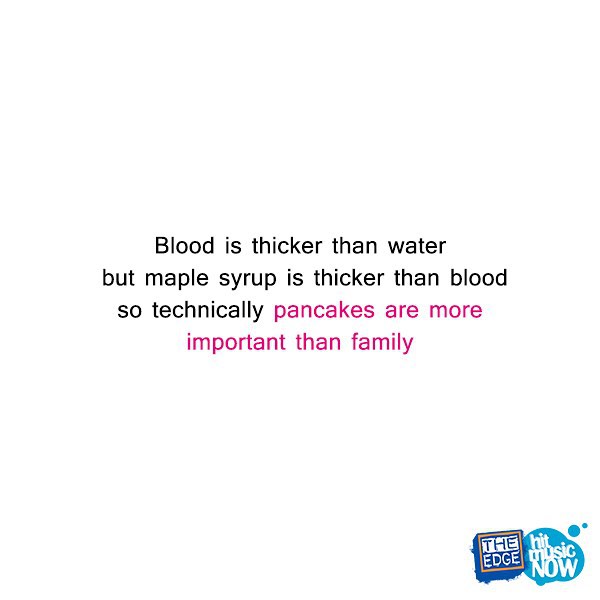 Blood is thicker than water
but maple syrup is thicker than blood
so technically pancakes are more
important than family
THE
EDGE
hit
music
NOW